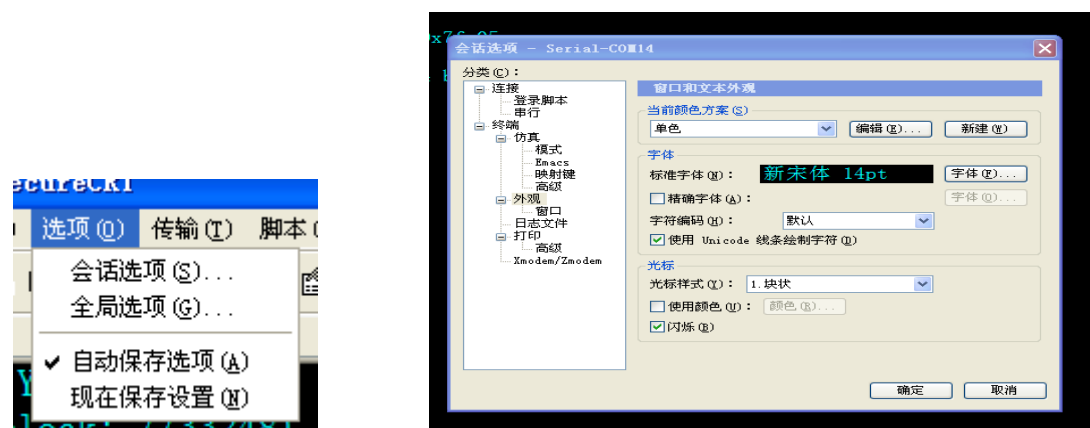 选项(O) 传输(T) 脚本
会话选项(S)...
全局选项(G)...
自动保存选项(A)
现在保存设置(N)
会话选项 - Serial-COM14
分类(C):
连接
登录脚本
串行
终端
仿真
模式
Emacs
映射键
高级
外观
窗口
日志文件
打印
高级
Xmodem/Zmodem
窗口和文本外观
当前颜色方案(S)
单色 编辑(E)... 新建(W)
字体
标准字体(N): 新宋体 14pt 字体(F)...
精确字体(A): 字体(O)...
字符编码(H): 默认
使用 Unicode 线条绘制字符(D)
光标
光标样式(Y): 1.块状
使用颜色(U): 颜色(R)...
闪烁(B)
确定 取消